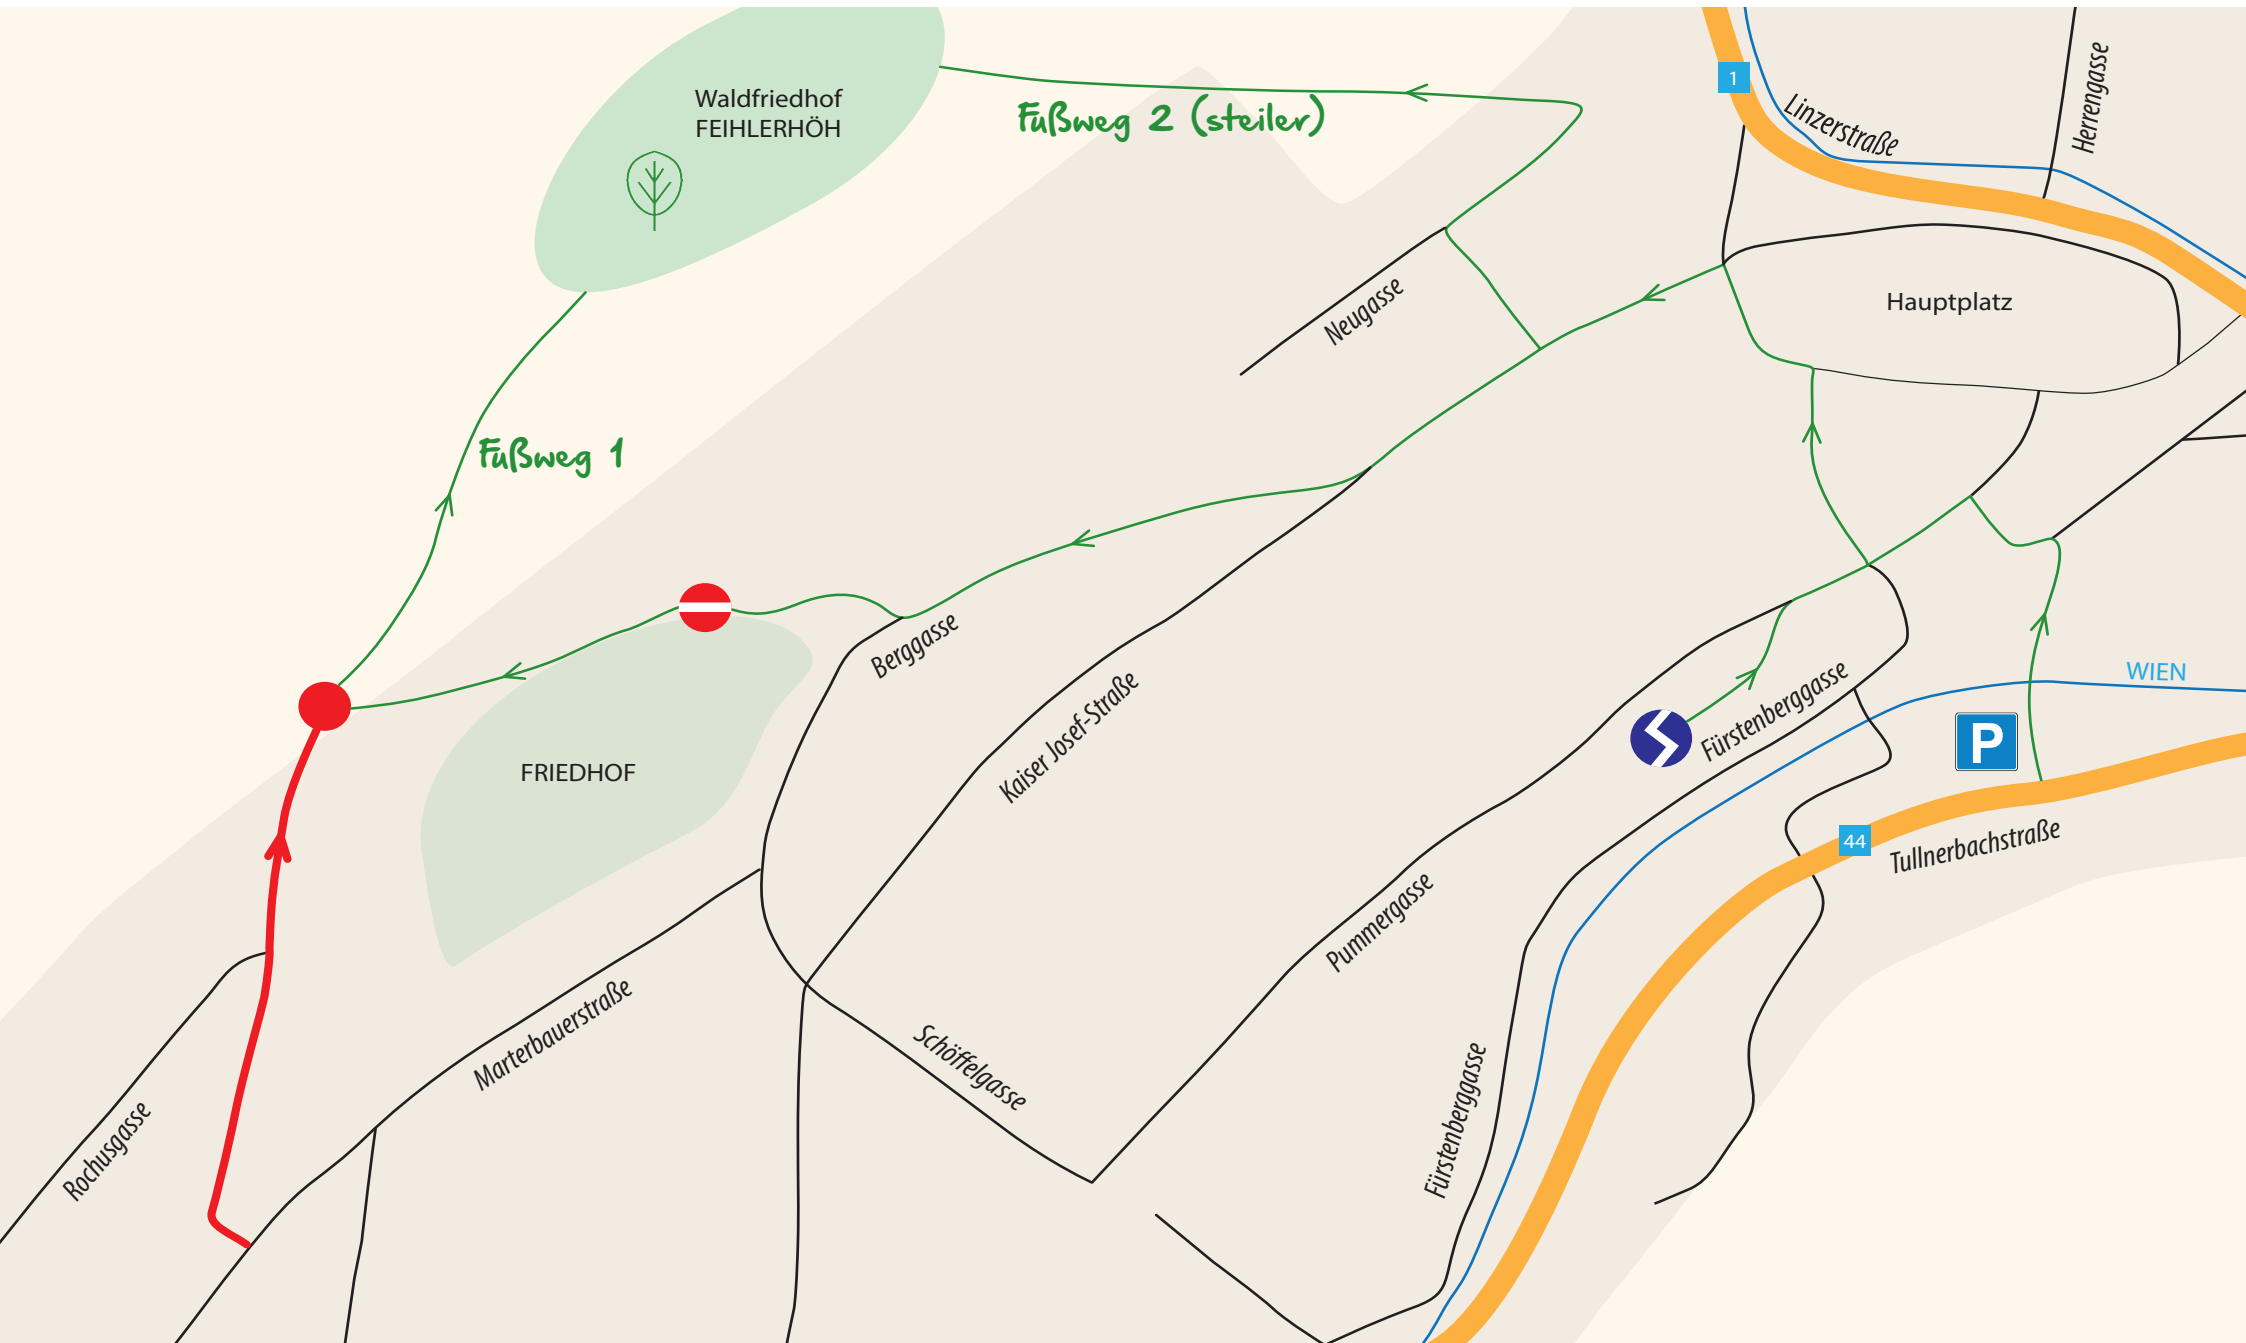 Waldfriedhof
FEIHLERHÖH
Fußweg 2 (steiler)
1
Linzerstraße
Herrengasse
Hauptplatz
Neugasse
Fußweg 1
Berggasse
Kaiser Josef-Straße
FRIEDHOF
Fürstenberggasse
WIEN
P
44
Tullnerbachstraße
Pummergasse
Marterbauerstraße
Schöffelgasse
Rochusgasse
Fürstenberggasse